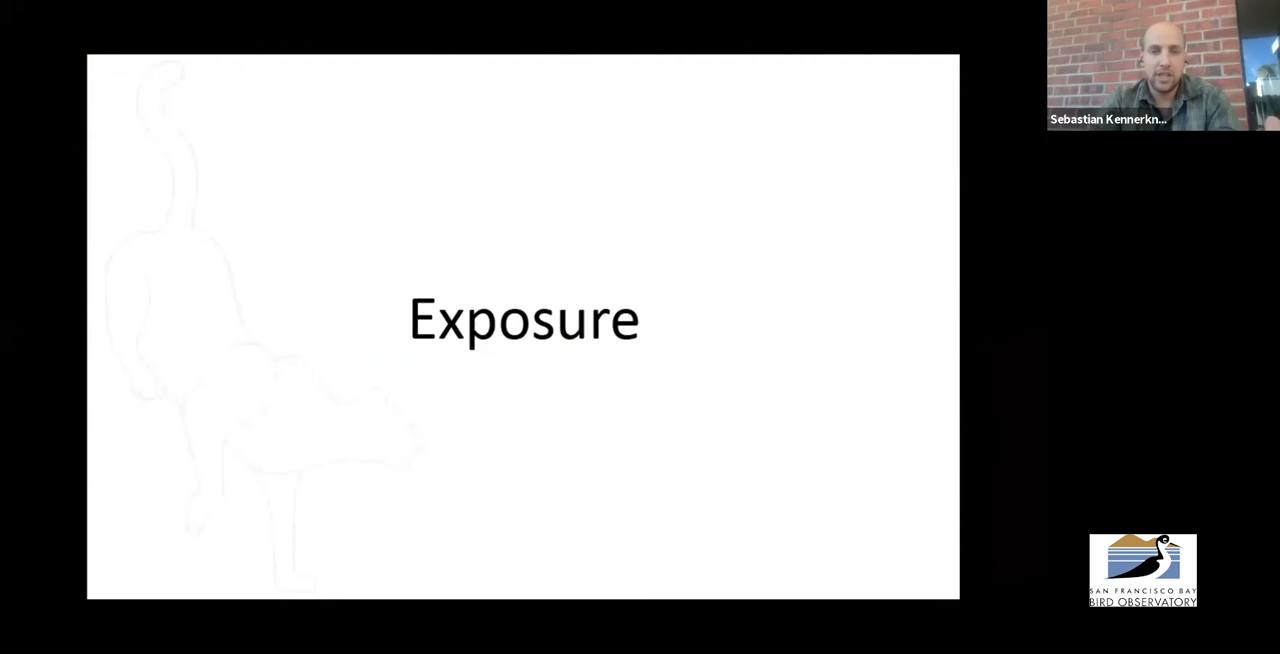 Exposure
Sebastian Kennerkn...
SAN FRANCISCO BAY
BIRD OBSERVATORY